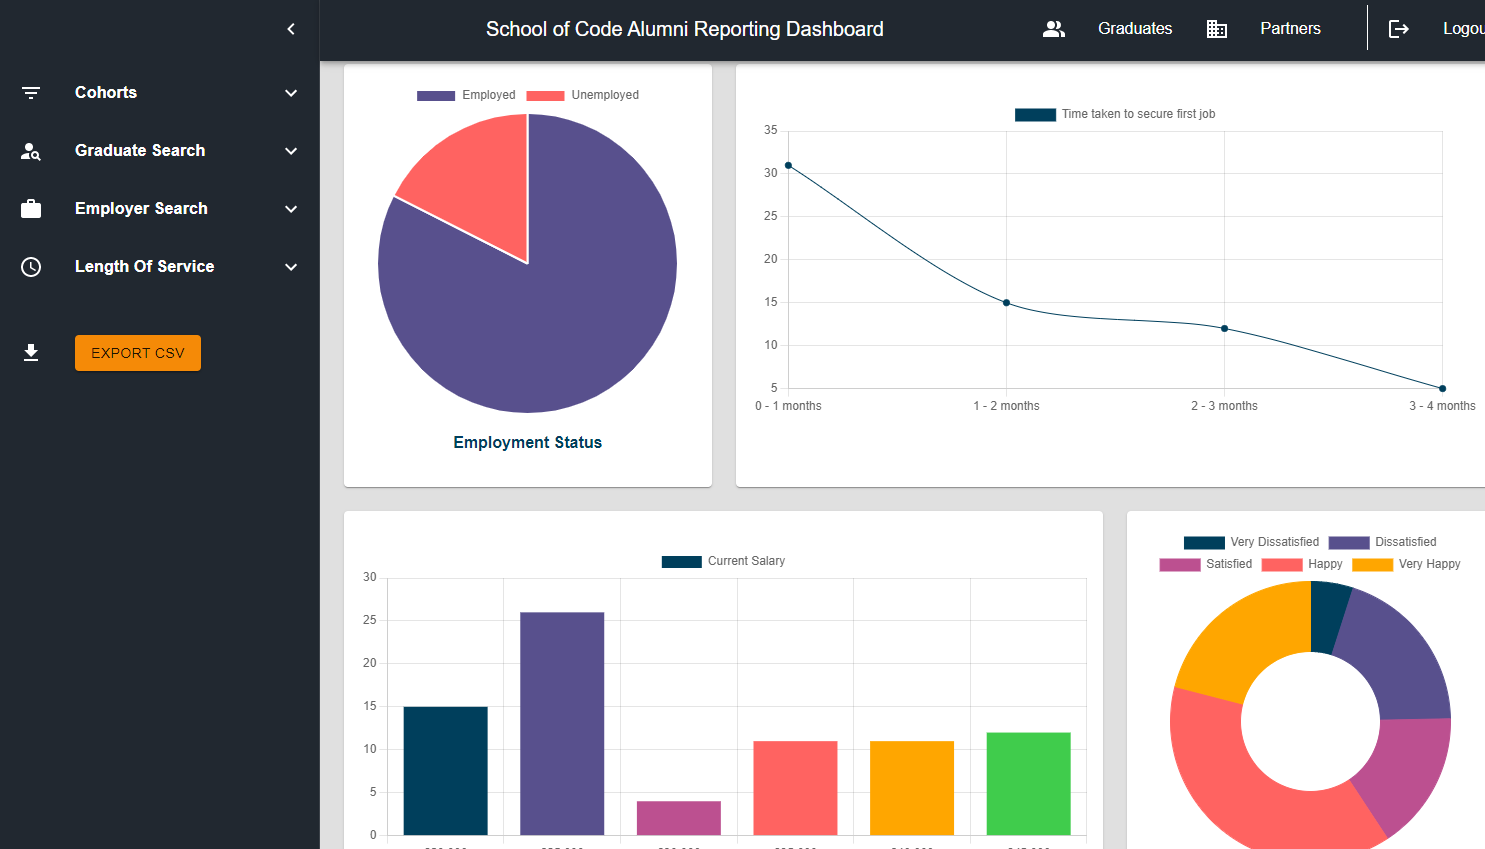 School of Code Alumni Reporting Dashboard
Graduates
Partners
Logou
Cohorts
Graduate Search
Employer Search
Length Of Service
EXPORT CSV
Employed Unemployed
Employment Status
Time taken to secure first job
35
30
25
20
15
10
5
0 - 1 months 1 - 2 months 2 - 3 months 3 - 4 months
Current Salary
30
25
20
15
10
5
0
Very Dissatisfied Dissatisfied
Satisfied Happy Very Happy